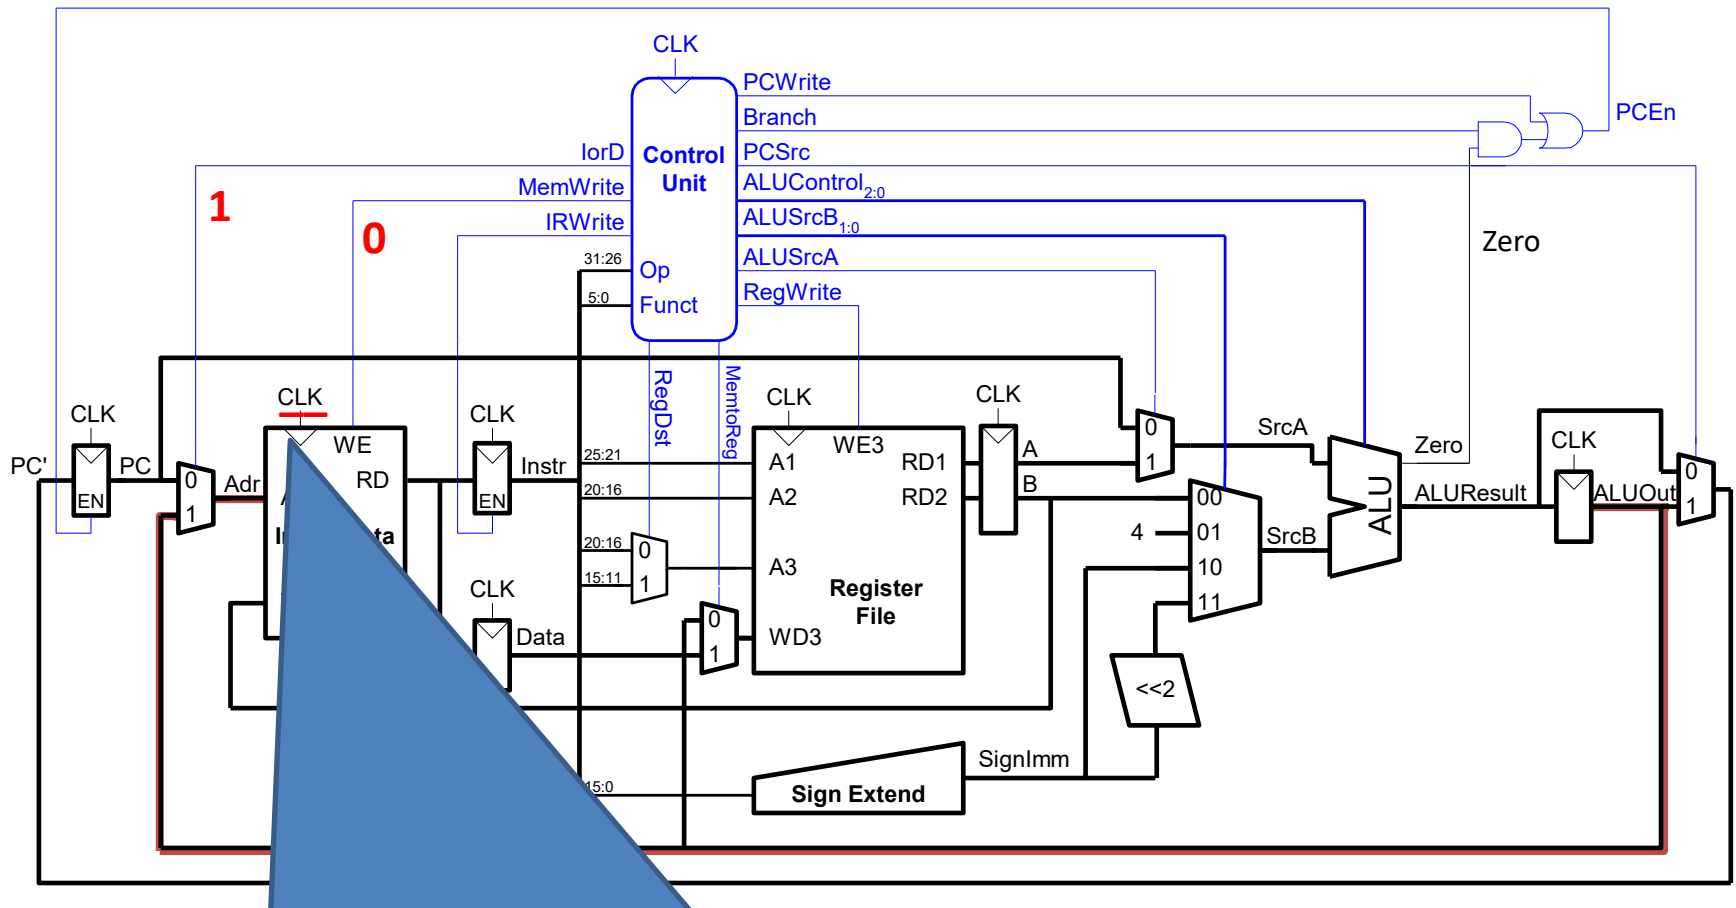 CLK
PCWrite
Branch
PCEn
IorD
Control
Unit
PCSrc
MemWrite
ALUControl2:0
1
IRWrite
ALUSrcB1:0
0
Zero
31:26
Op
ALUSrcA
5:0
Funct
RegWrite
RegDst
MemtoReg
CLK
CLK
CLK
CLK
CLK
CLK
WE
WE3
0
SrcA
Zero
PC'
PC
0
Adr
RD
Instr
25:21
A1
RD1
A
1
0
EN
EN
20:16
A2
RD2
B
00
ALU
ALUResult
ALUOut
1
1
4
01
SrcB
20:16
0
10
15:11
1
A3
Register
File
11
CLK
Data
0
1
WD3
<<2
SignImm
15:0
Sign Extend